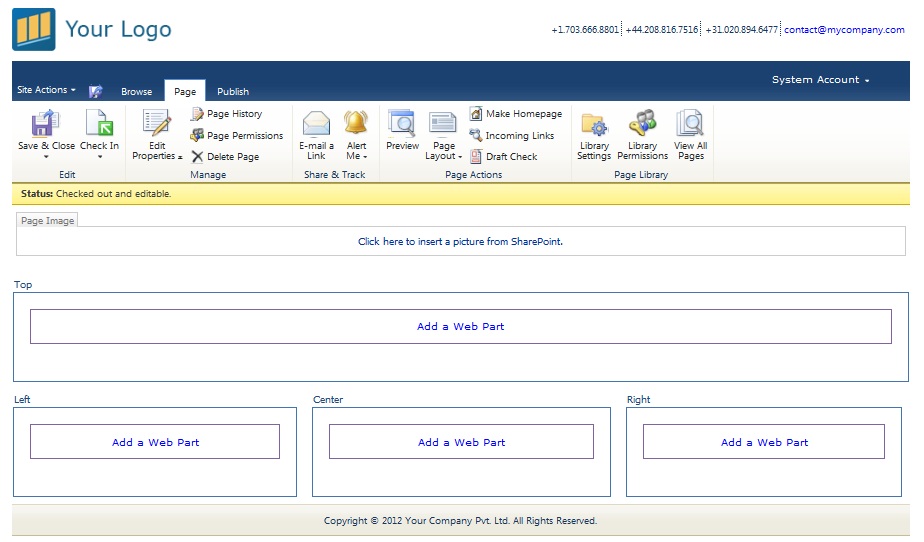 Your Logo
+1.703.666.8801 +44.208.816.7516 +31.020.894.6477 contact@mycompany.com
System Account
Site Actions Browse Page Publish
Save & Close
Check In
Edit
Edit Properties
Page History
Page Permissions
Delete Page
Manage
E-mail a Link
Alert Me
Share & Track
Preview
Page Layout
Make Homepage
Incoming Links
Draft Check
Page Actions
Library Settings
Library Permissions
View All Pages
Page Library
Status: Checked out and editable.
Page Image
Click here to insert a picture from SharePoint.
Top
Add a Web Part
Left
Add a Web Part
Center
Add a Web Part
Right
Add a Web Part
Copyright © 2012 Your Company Pvt. Ltd. All Rights Reserved.